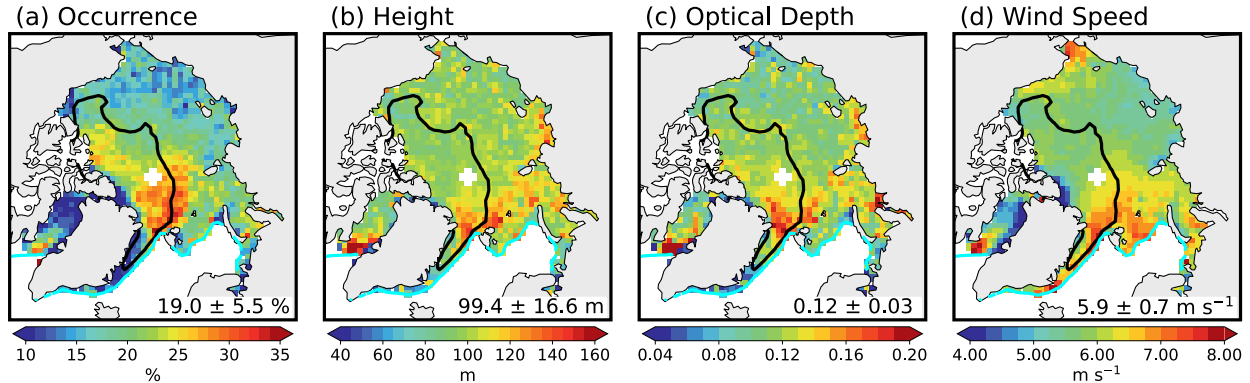 (a) Occurrence (b) Height (c) Optical Depth (d) Wind Speed
19.0 ± 5.5 % 99.4 ± 16.6 m 0.12 ± 0.03 5.9 ± 0.7 m s⁻¹
10 15 20 25 30 35 40 60 80 100 120 140 160 0.04 0.08 0.12 0.16 0.20 4.00 5.00 6.00 7.00 8.00
% m m s⁻¹